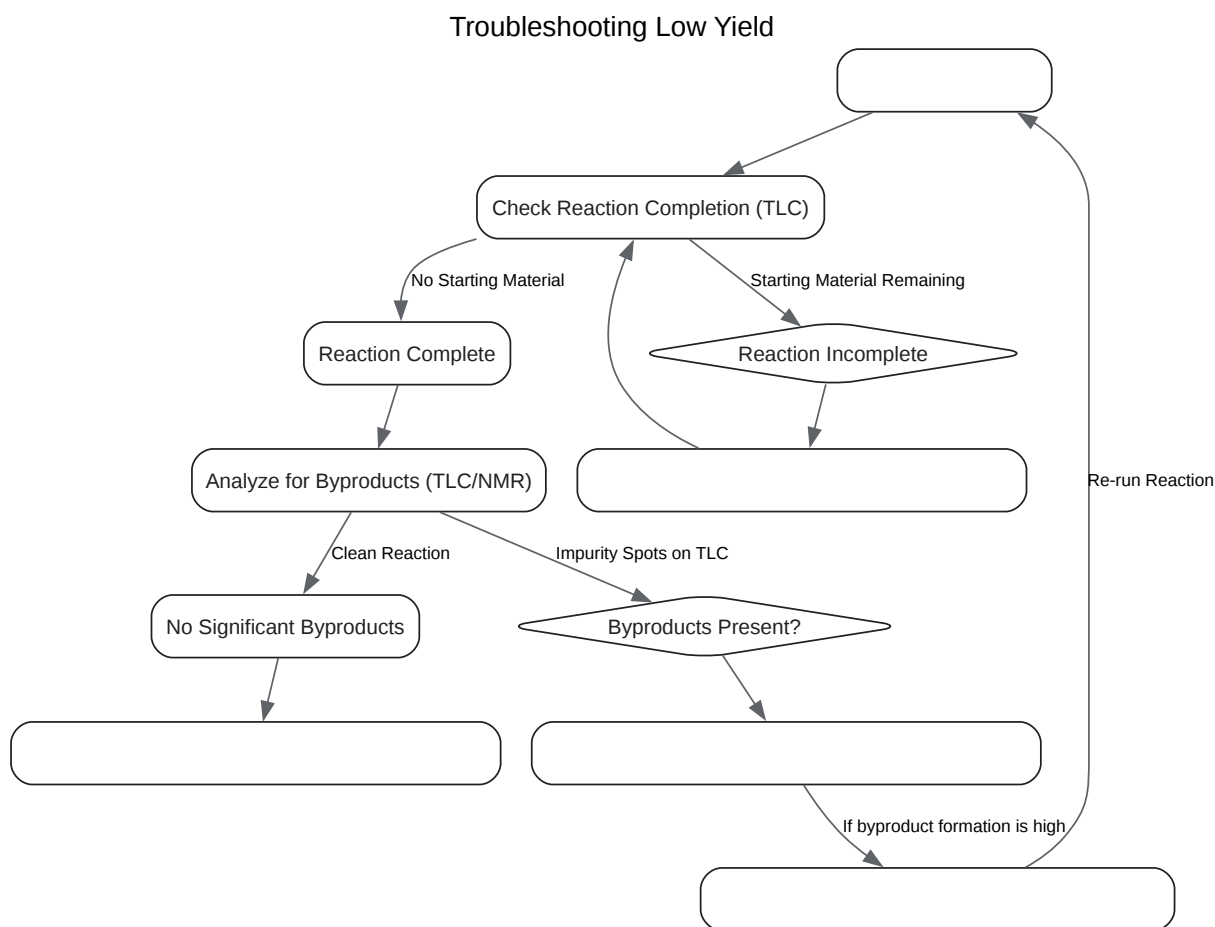 Troubleshooting Low Yield
Check Reaction Completion (TLC)
No Starting Material
Starting Material Remaining
Reaction Complete
Reaction Incomplete
Analyze for Byproducts (TLC/NMR)
Re-run Reaction
Clean Reaction
Impurity Spots on TLC
No Significant Byproducts
Byproducts Present?
If byproduct formation is high